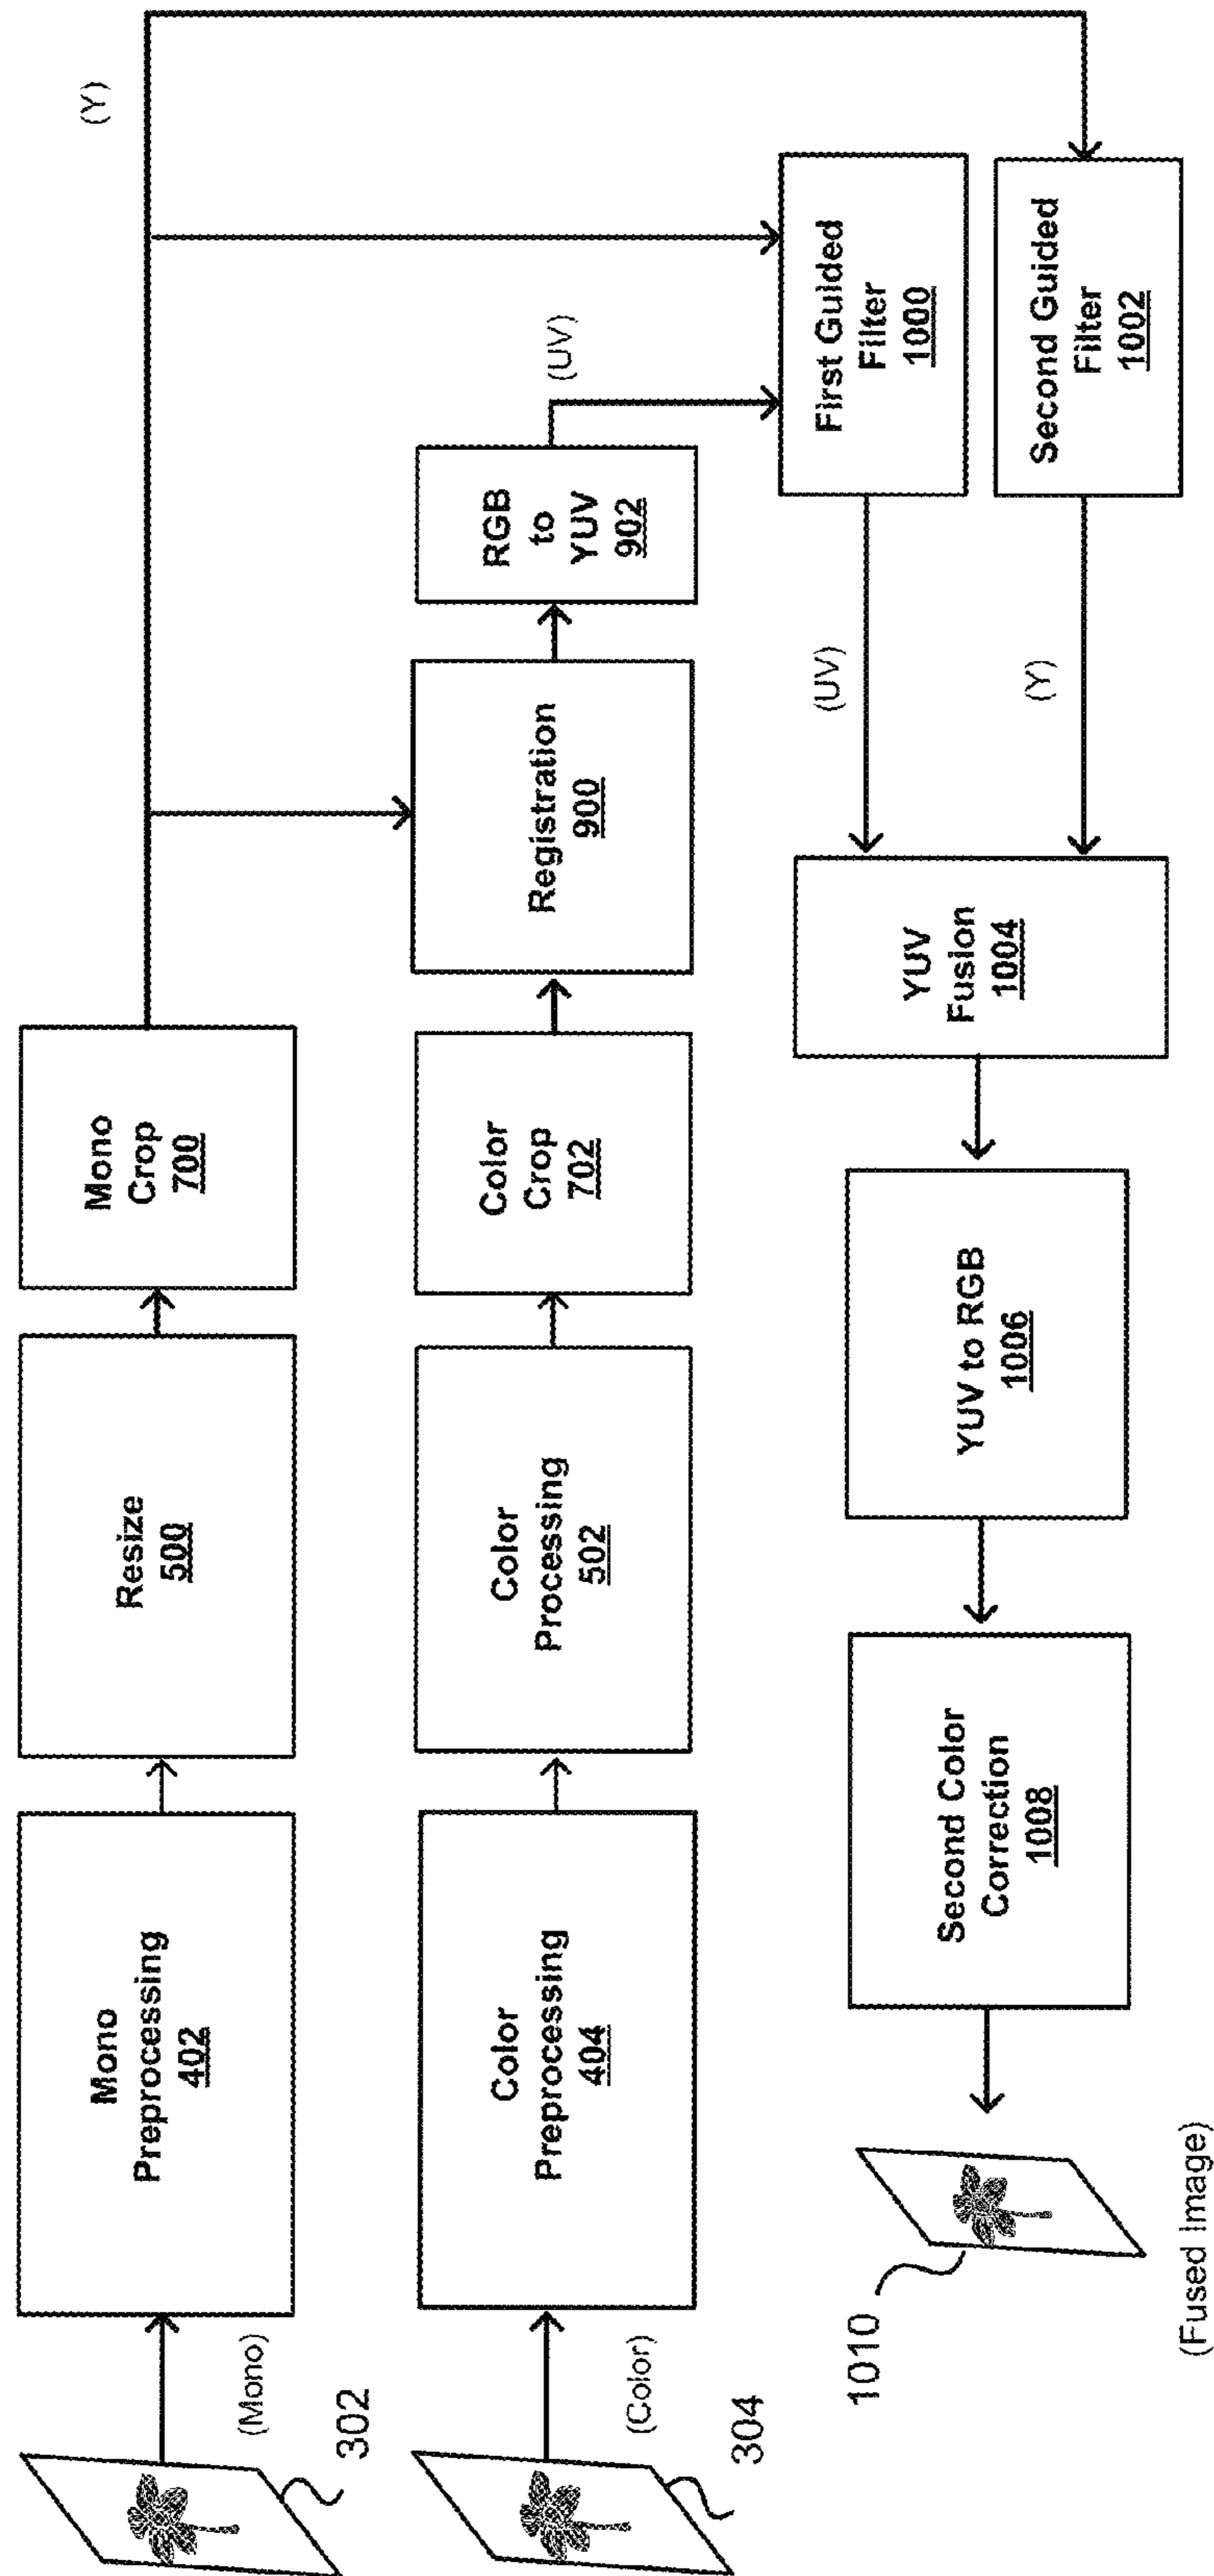 (Mono)
302
Mono
Preprocessing
402
Resize
500
Mono
Crop
700
(Y)
(Color)
304
Color
Preprocessing
404
Color
Processing
502
Color
Crop
702
Registration
900
RGB
to
YUV
902
(UV)
First Guided
Filter
1000
Second Guided
Filter
1002
(UV)
(Y)
YUV
Fusion
1004
YUV to RGB
1006
Second Color
Correction
1008
1010
(Fused Image)